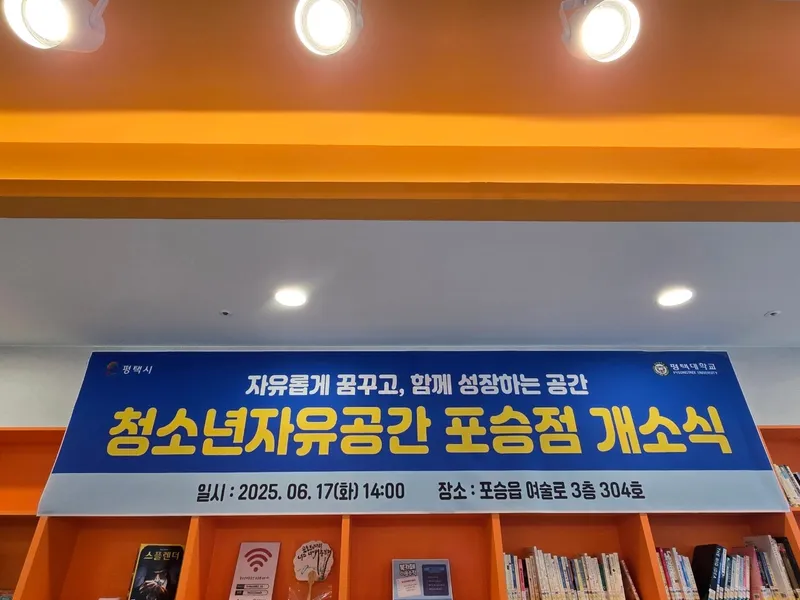 평택시
평택대학교
PYEONGTAEK UNIVERSITY
자유롭게 꿈꾸고, 함께 성장하는 공간
청소년자유공간 포승점 개소식
일시 : 2025. 06. 17(화) 14:00 장소 : 포승읍 여술로 3층 304호
스플렌더